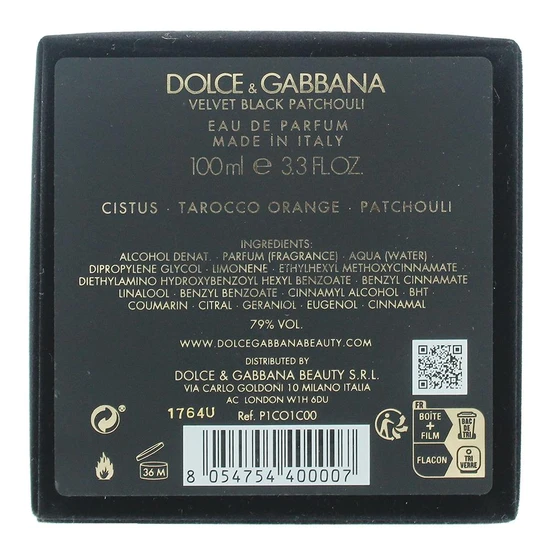 DOLCE & GABBANA
VELVET BLACK PATCHOULI
EAU DE PARFUM
MADE IN ITALY
100 ml e 3.3 FL.OZ.
CISTUS · TAROCCO ORANGE · PATCHOULI
INGREDIENTS:
ALCOHOL DENAT. · PARFUM (FRAGRANCE) · AQUA (WATER) ·
DIPROPYLENE GLYCOL · LIMONENE · ETHYLHEXYL METHOXYCINNAMATE ·
DIETHYLAMINO HYDROXYBENZOYL HEXYL BENZOATE · BENZYL CINNAMATE ·
LINALOOL · BENZYL BENZOATE · CINNAMYL ALCOHOL · BHT ·
COUMARIN · CITRAL · GERANIOL · EUGENOL · CINNAMAL
79% VOL.
WWW.DOLCEGABBANABEAUTY.COM
DISTRIBUTED BY
DOLCE & GABBANA BEAUTY S.R.L.
VIA CARLO GOLDONI 10 MILANO ITALIA
AC LONDON W1H 6DU
1764U Ref. P1CO1C00
36 M
8 054754 400007
FR
BOÎTE
+
FILM
BAC
DE TRI
FLACON
TRI
VERRE